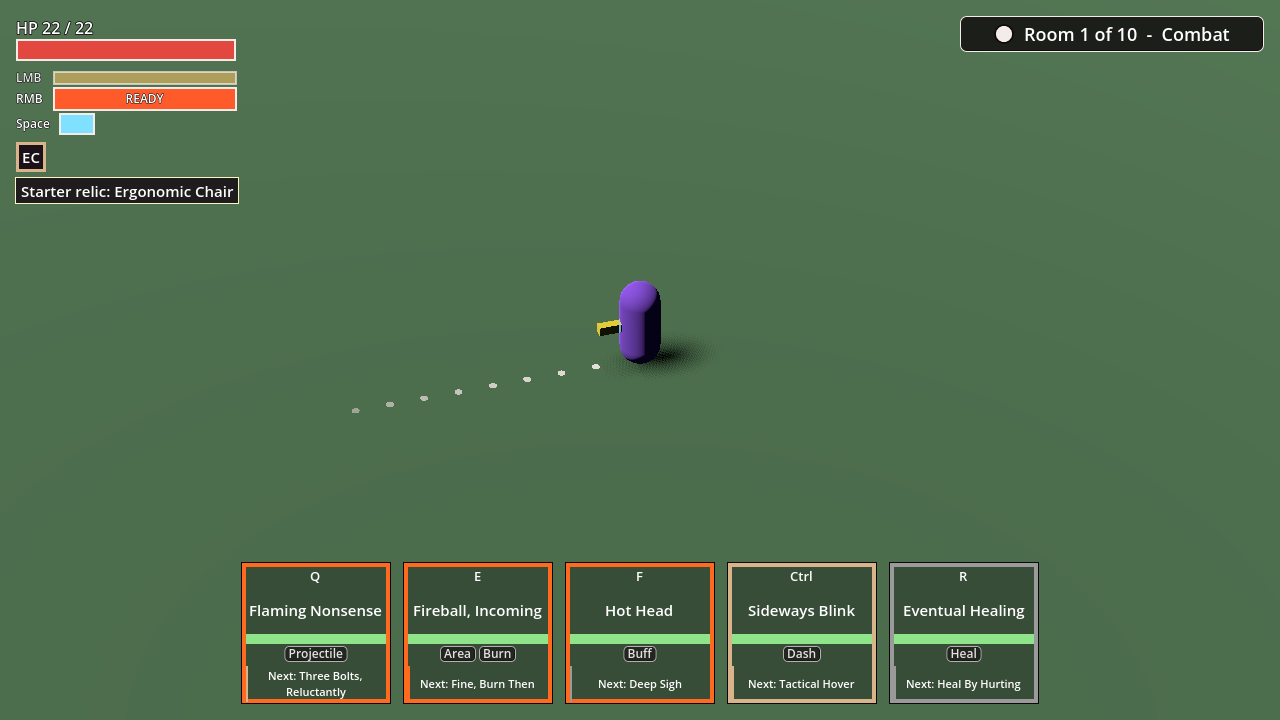 HP 22 / 22
Room 1 of 10 - Combat
LMB
RMB READY
Space
EC
Starter relic: Ergonomic Chair
Q
Flaming Nonsense
Projectile
Next: Three Bolts,
Reluctantly
E
Fireball, Incoming
Area Burn
Next: Fine, Burn Then
F
Hot Head
Buff
Next: Deep Sigh
Ctrl
Sideways Blink
Dash
Next: Tactical Hover
R
Eventual Healing
Heal
Next: Heal By Hurting